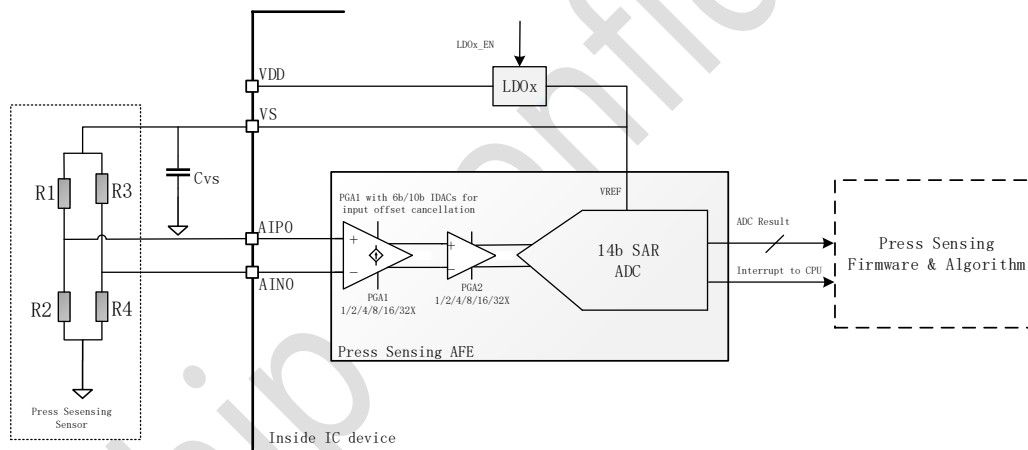 LDOx_EN
VDD
LDOx
VS
R1
R3
Cvs
VREF
PGA1 with 6b/10b IDACs for
input offset cancellation
AIP0
+
+
14b SAR
ADC
ADC Result
Press Sensing
Firmware & Algorithm
−
−
Interrupt to CPU
AIN0
PGA1
1/2/4/8/16/32X
PGA2
1/2/4/8/16/32X
R2
R4
Press Sensing AFE
Press Sesensing
Sensor
Inside IC device